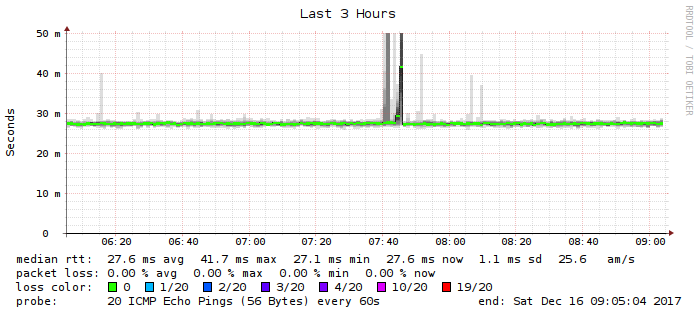 Last 3 Hours
RRDTOOL / TOBI OETIKER
Seconds
50 m
40 m
30 m
20 m
10 m
0
06:20 06:40 07:00 07:20 07:40 08:00 08:20 08:40 09:00
median rtt: 27.6 ms avg 41.7 ms max 27.1 ms min 27.6 ms now 1.1 ms sd 25.6 am/s
packet loss: 0.00 % avg 0.00 % max 0.00 % min 0.00 % now
loss color: 0 1/20 2/20 3/20 4/20 10/20 19/20
probe: 20 ICMP Echo Pings (56 Bytes) every 60s end: Sat Dec 16 09:05:04 2017